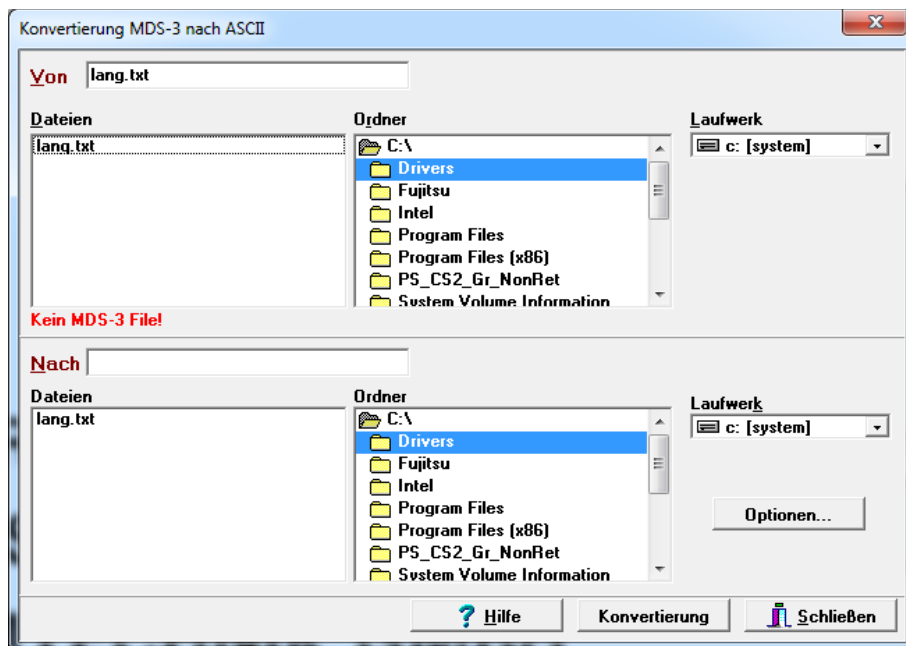 Konvertierung MDS-3 nach ASCII
Von lang.txt
Dateien Ordner Laufwerk
lang.txt
C:\
c: [system]
Drivers
Fujitsu
Intel
Program Files
Program Files (x86)
PS_CS2_Gr_NonRet
System Volume Information
Kein MDS-3 File!
Nach
Dateien Ordner Laufwerk
lang.txt
C:\
c: [system]
Drivers
Fujitsu
Intel
Program Files
Program Files (x86)
PS_CS2_Gr_NonRet
System Volume Information
Optionen...
Hilfe Konvertierung Schließen